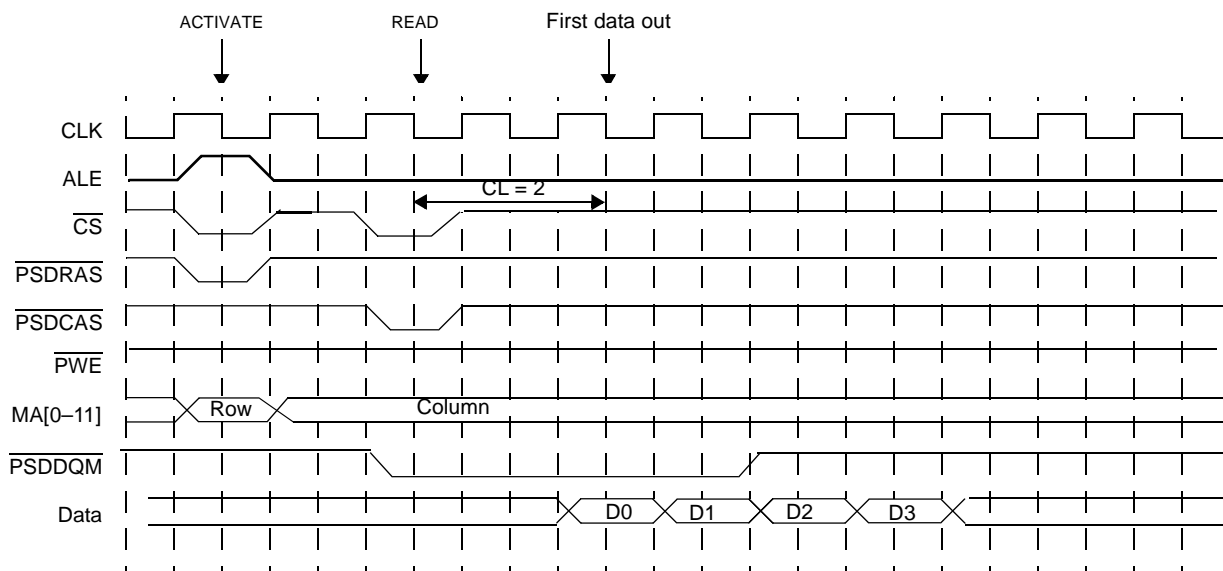 ACTIVATE READ First data out
CLK
ALE
CL = 2
CS
PSDRAS
PSDCAS
PWE
MA[0–11] Row Column
PSDDQM
Data D0 D1 D2 D3